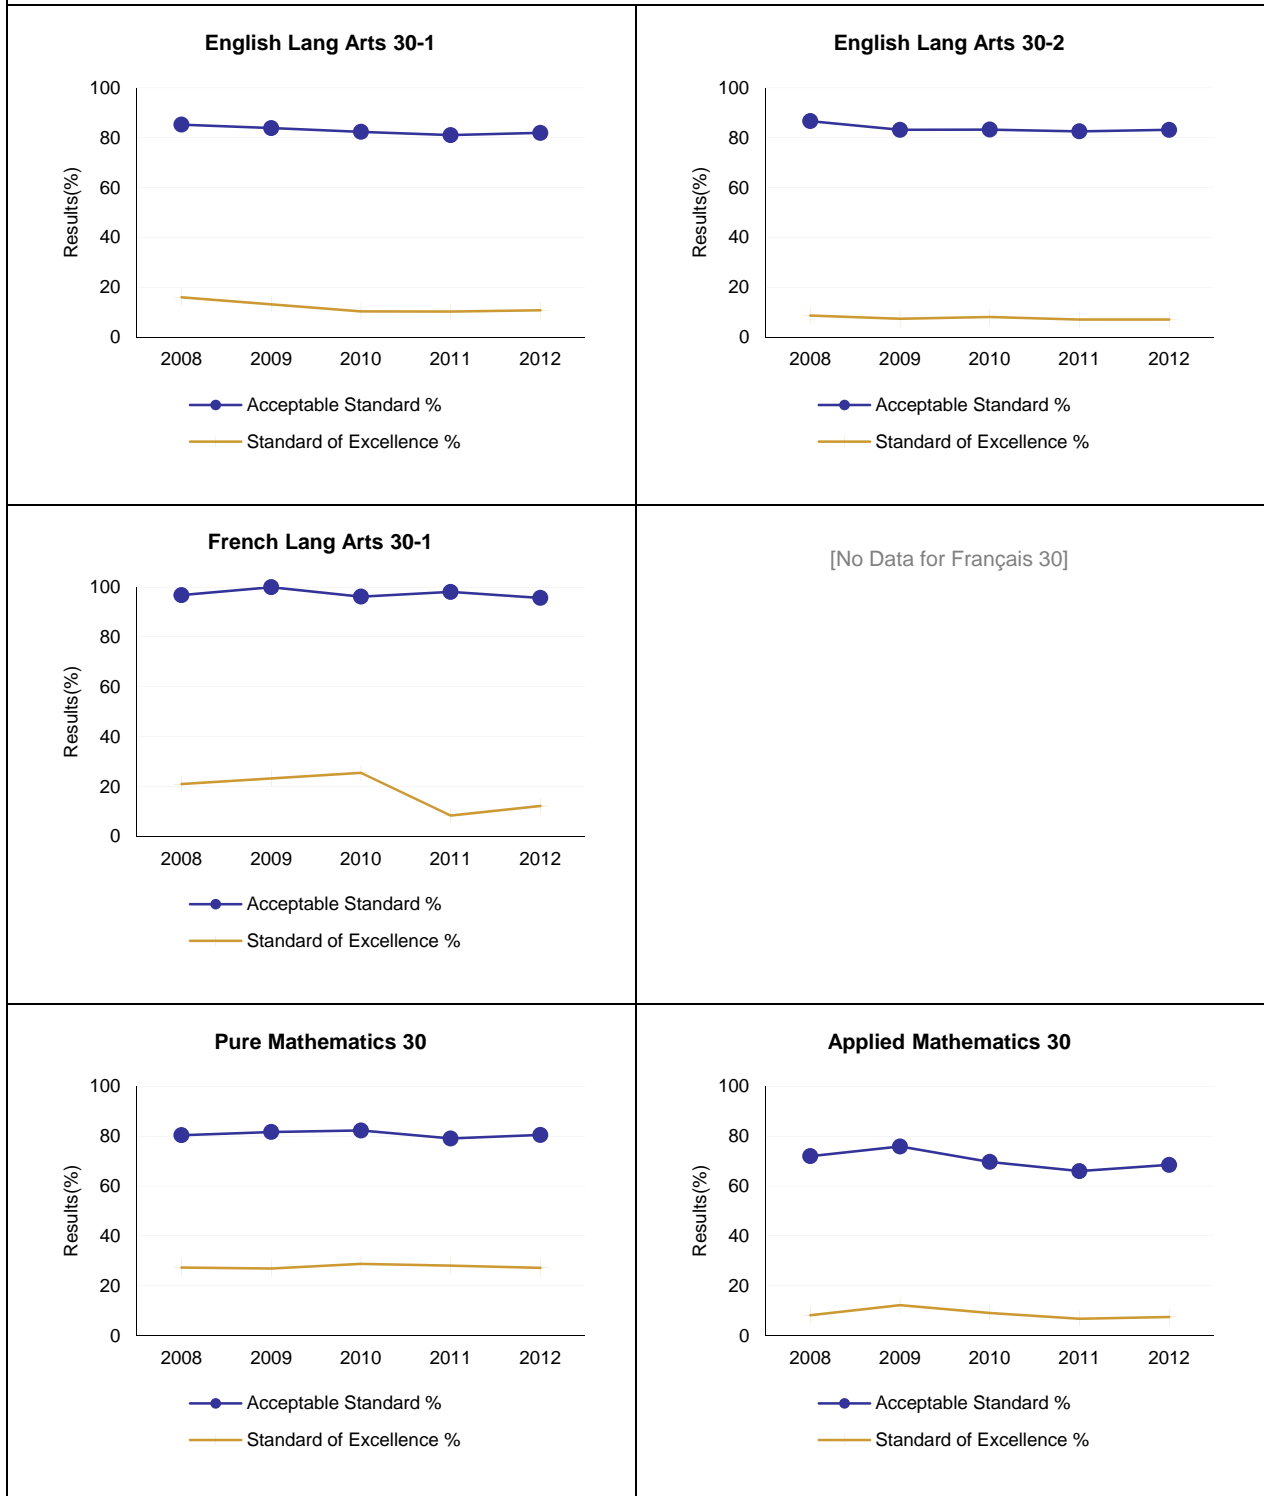 English Lang Arts 30-1
100
80
60
40
20
0
Results(%)
2008 2009 2010 2011 2012
Acceptable Standard %
Standard of Excellence %
English Lang Arts 30-2
100
80
60
40
20
0
Results(%)
2008 2009 2010 2011 2012
Acceptable Standard %
Standard of Excellence %
French Lang Arts 30-1
100
80
60
40
20
0
Results(%)
2008 2009 2010 2011 2012
Acceptable Standard %
Standard of Excellence %
[No Data for Français 30]
Pure Mathematics 30
100
80
60
40
20
0
Results(%)
2008 2009 2010 2011 2012
Acceptable Standard %
Standard of Excellence %
Applied Mathematics 30
100
80
60
40
20
0
Results(%)
2008 2009 2010 2011 2012
Acceptable Standard %
Standard of Excellence %